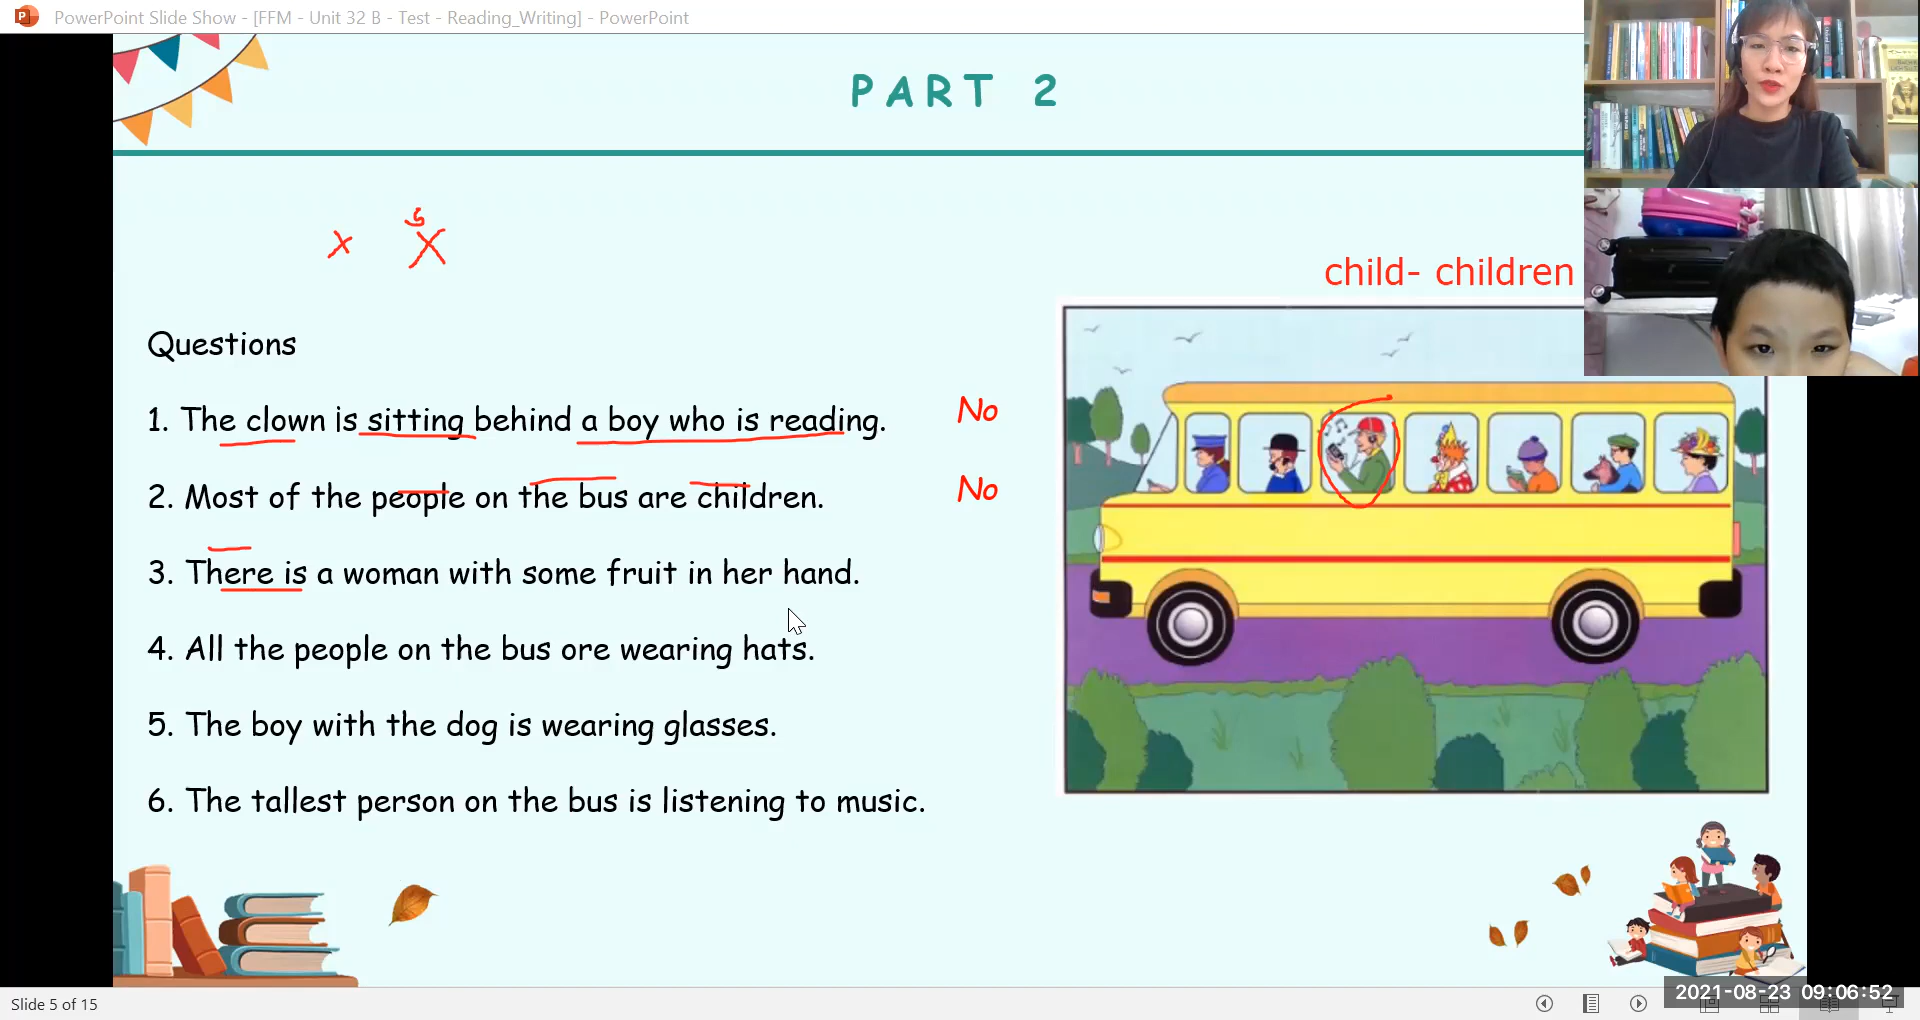 PowerPoint Slide Show - [FFM - Unit 32 B - Test - Reading_Writing] - PowerPoint
PART 2
x
s
X
child- children
Questions
1. The clown is sitting behind a boy who is reading. No
2. Most of the people on the bus are children. No
3. There is a woman with some fruit in her hand.
4. All the people on the bus ore wearing hats.
5. The boy with the dog is wearing glasses.
6. The tallest person on the bus is listening to music.
Slide 5 of 15
2021-08-23 09:06:52